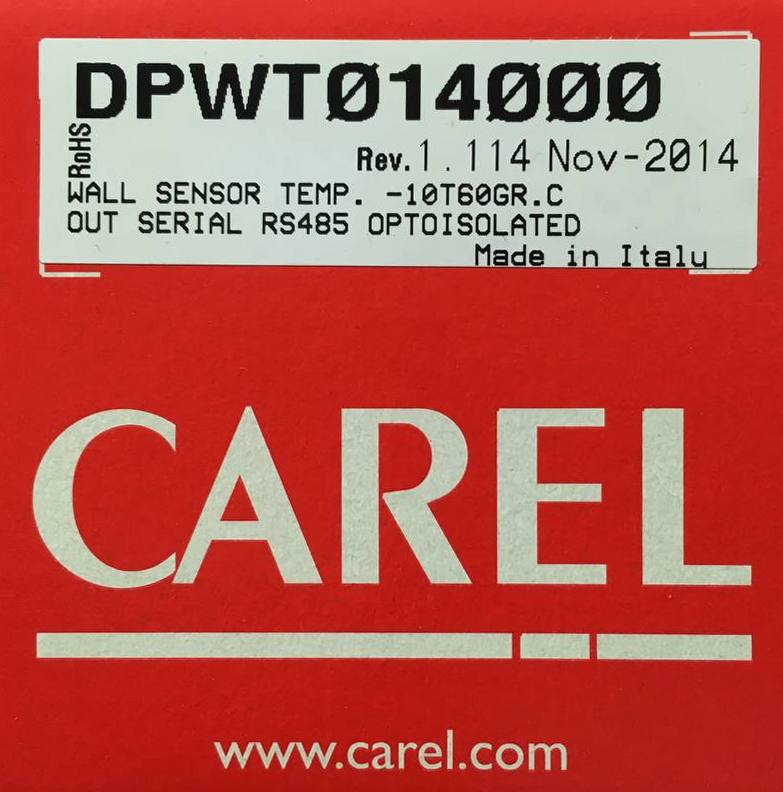 DPWT014000
RoHS
Rev. 1.114 Nov-2014
WALL SENSOR TEMP. -10T60GR.C
OUT SERIAL RS485 OPTOISOLATED
Made in Italy
CAREL
www.carel.com